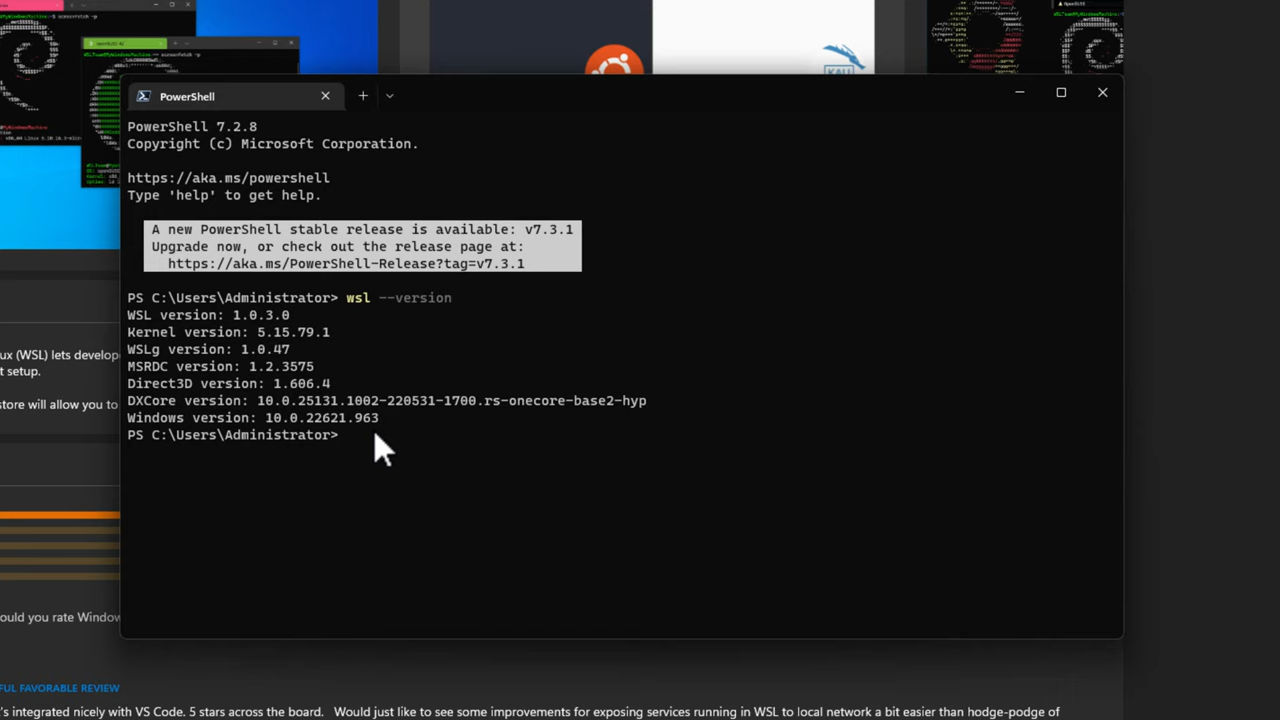 PowerShell
PowerShell 7.2.8
Copyright (c) Microsoft Corporation.
https://aka.ms/powershell
Type 'help' to get help.
A new PowerShell stable release is available: v7.3.1
Upgrade now, or check out the release page at:
https://aka.ms/PowerShell-Release?tag=v7.3.1
PS C:\Users\Administrator> wsl --version
WSL version: 1.0.3.0
Kernel version: 5.15.79.1
WSLg version: 1.0.47
MSRDC version: 1.2.3575
Direct3D version: 1.606.4
DXCore version: 10.0.25131.1002-220531-1700.rs-onecore-base2-hyp
Windows version: 10.0.22621.963
PS C:\Users\Administrator>
ux (WSL) lets develop
t setup.
store will allow you to
ould you rate Window
FUL FAVORABLE REVIEW
's integrated nicely with VS Code. 5 stars across the board. Would just like to see some improvements for exposing services running in WSL to local network a bit easier than hodge-podge of